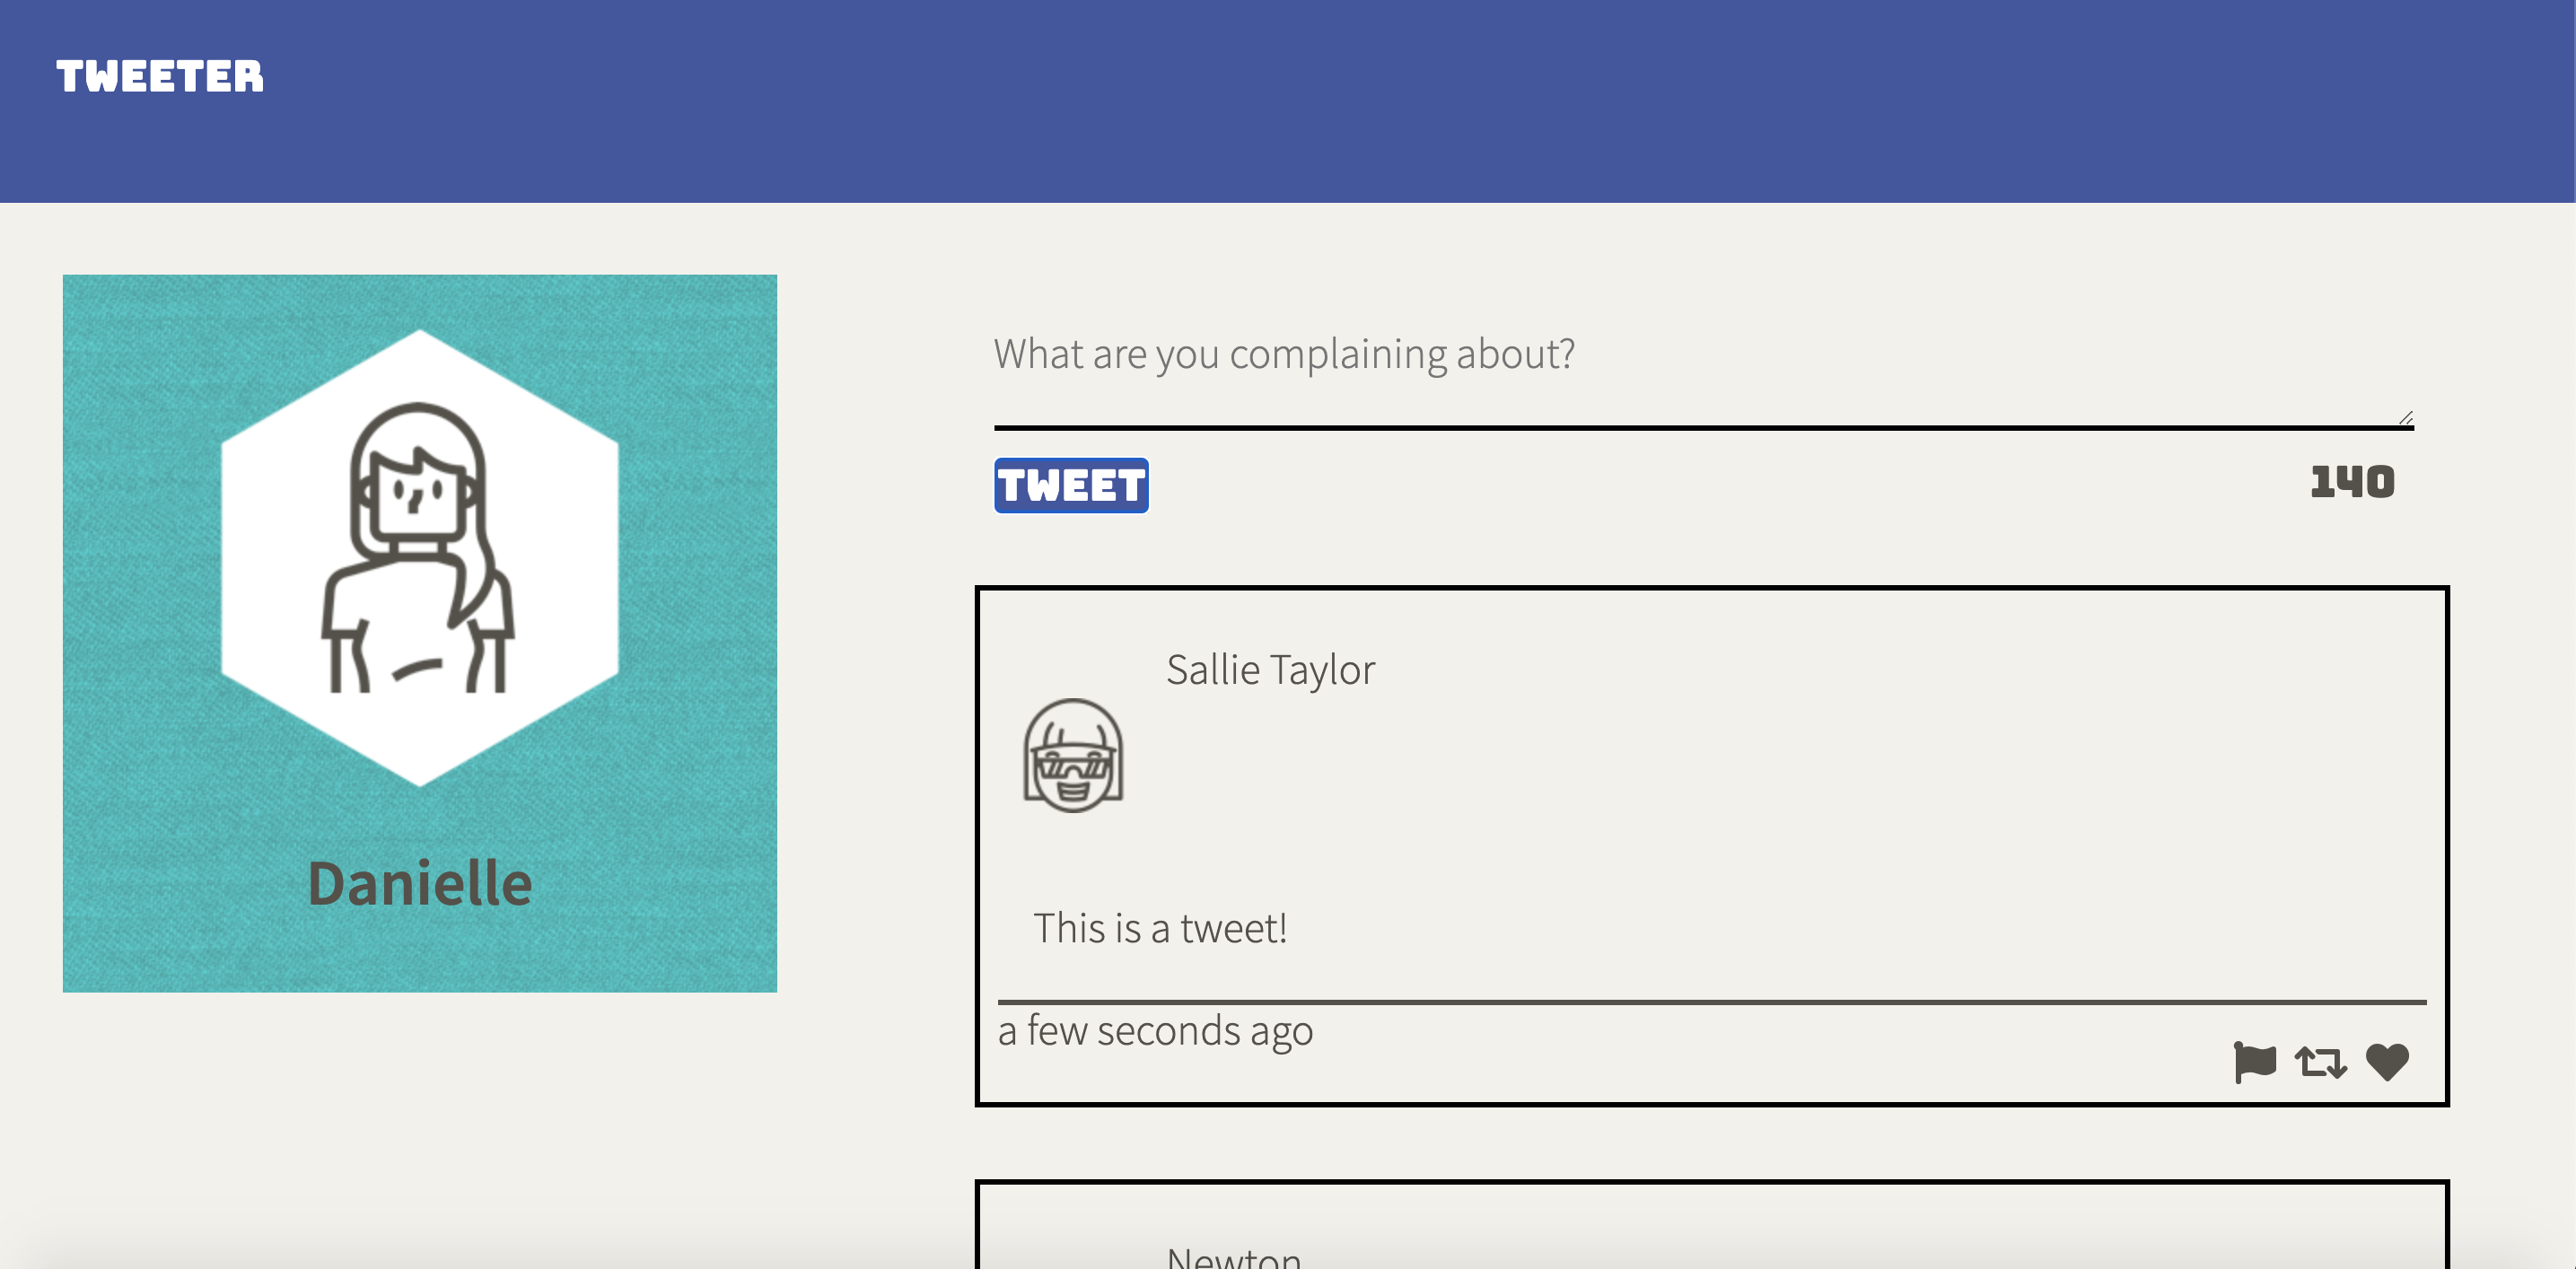 TWEETER
Danielle
What are you complaining about?
TWEET
140
Sallie Taylor
This is a tweet!
a few seconds ago
Newton